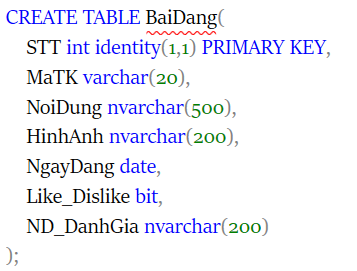 CREATE TABLE BaiDang(
STT int identity(1,1) PRIMARY KEY,
MaTK varchar(20),
NoiDung nvarchar(500),
HinhAnh nvarchar(200),
NgayDang date,
Like_Dislike bit,
ND_DanhGia nvarchar(200)
);